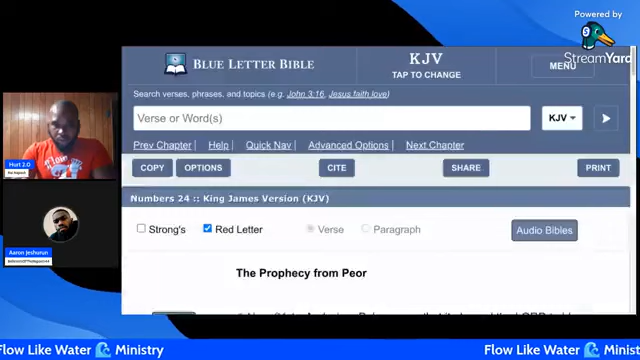 Powered by
StreamYard
BLUE LETTER BIBLE
KJV
TAP TO CHANGE
MENU
Search verses, phrases, and topics (e.g. John 3:16, Jesus faith love)
Verse or Word(s)
KJV
Prev Chapter
Help
Quick Nav
Advanced Options
Next Chapter
COPY
OPTIONS
CITE
SHARE
PRINT
Numbers 24 :: King James Version (KJV)
Strong's
Red Letter
Verse
Paragraph
Audio Bibles
The Prophecy from Peor
Hurt 2.0
Aaron Jeshurun
Flow Like Water 🌊 Ministry
Flow Like Water 🌊 Minist